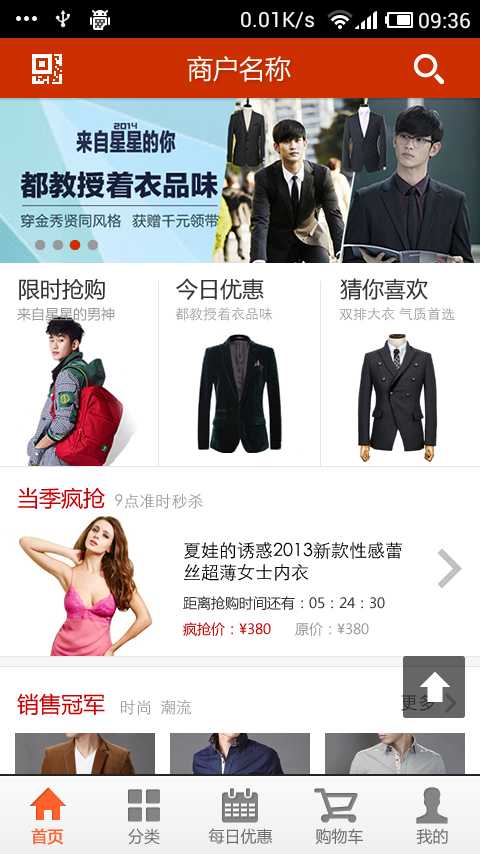 0.01K/s 09:36
商户名称
2014
来自星星的你
都教授着衣品味
穿金秀贤同风格 获赠千元领带
限时抢购 今日优惠 猜你喜欢
来自星星的男神 都教授着衣品味 双排大衣 气质首选
当季疯抢 9点准时秒杀
夏娃的诱惑2013新款性感蕾
丝超薄女士内衣
距离抢购时间还有：05：24：30
疯抢价：¥380 原价：¥380
销售冠军 时尚 潮流 更多
首页 分类 每日优惠 购物车 我的